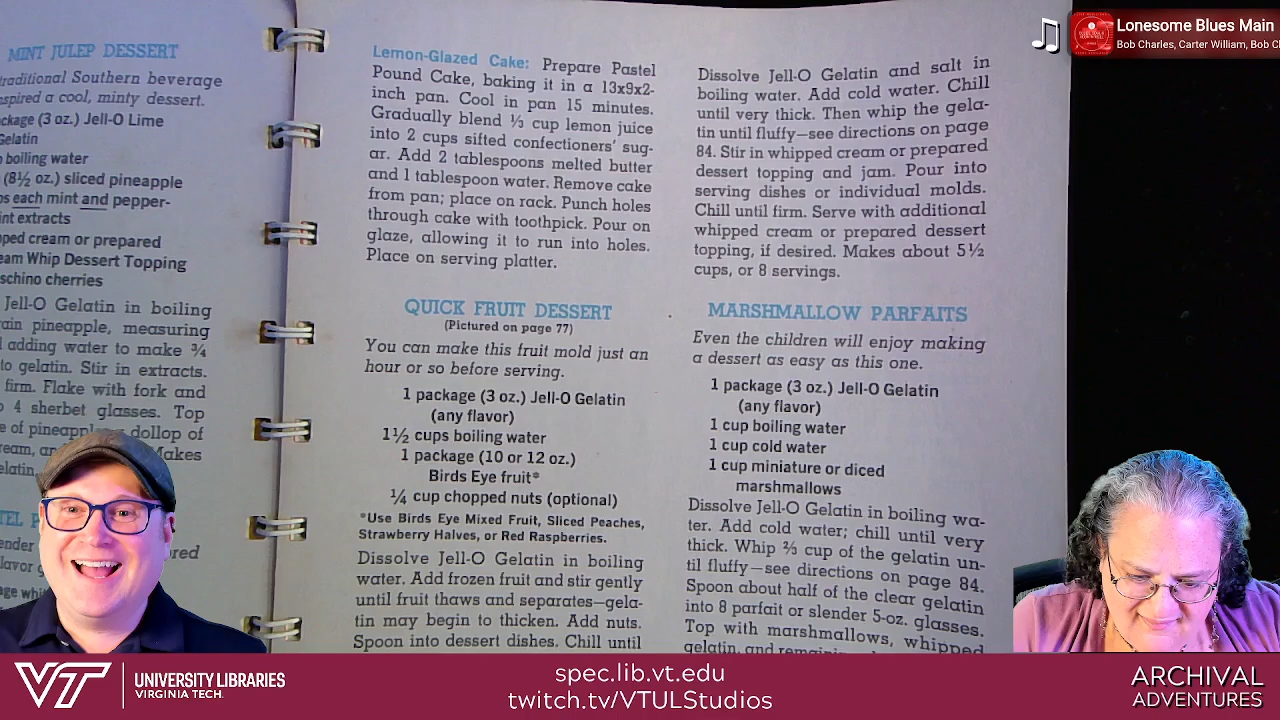 MINT JULEP DESSERT
traditional Southern beverage
nspired a cool, minty dessert.
ckage (3 oz.) Jell-O Lime
Gelatin
boiling water
(8½ oz.) sliced pineapple
ps each mint and pepper-
int extracts
pped cream or prepared
eam Whip Dessert Topping
schino cherries
Jell-O Gelatin in boiling
rain pineapple, measuring
adding water to make ¾
to gelatin. Stir in extracts.
firm. Flake with fork and
4 sherbet glasses. Top
e of pineapple dollop of
ream, Makes
elatin.
Lemon-Glazed Cake: Prepare Pastel
Pound Cake, baking it in a 13x9x2-
inch pan. Cool in pan 15 minutes.
Gradually blend ⅓ cup lemon juice
into 2 cups sifted confectioners' sug-
ar. Add 2 tablespoons melted butter
and 1 tablespoon water. Remove cake
from pan; place on rack. Punch holes
through cake with toothpick. Pour on
glaze, allowing it to run into holes.
Place on serving platter.
QUICK FRUIT DESSERT
(Pictured on page 77)
You can make this fruit mold just an
hour or so before serving.
1 package (3 oz.) Jell-O Gelatin
(any flavor)
1½ cups boiling water
1 package (10 or 12 oz.)
Birds Eye fruit*
¼ cup chopped nuts (optional)
*Use Birds Eye Mixed Fruit, Sliced Peaches,
Strawberry Halves, or Red Raspberries.
Dissolve Jell-O Gelatin in boiling
water. Add frozen fruit and stir gently
until fruit thaws and separates—gela-
tin may begin to thicken. Add nuts.
Spoon into dessert dishes. Chill until
Dissolve Jell-O Gelatin and salt in
boiling water. Add cold water. Chill
until very thick. Then whip the gela-
tin until fluffy—see directions on page
84. Stir in whipped cream or prepared
dessert topping and jam. Pour into
serving dishes or individual molds.
Chill until firm. Serve with additional
whipped cream or prepared dessert
topping, if desired. Makes about 5½
cups, or 8 servings.
MARSHMALLOW PARFAITS
Even the children will enjoy making
a dessert as easy as this one.
1 package (3 oz.) Jell-O Gelatin
(any flavor)
1 cup boiling water
1 cup cold water
1 cup miniature or diced
marshmallows
Dissolve Jell-O Gelatin in boiling wa-
ter. Add cold water; chill until very
thick. Whip ⅔ cup of the gelatin un-
til fluffy—see directions on page 84.
Spoon about half of the clear gelatin
into 8 parfait or slender 5-oz. glasses.
Top with marshmallows, whipped
gelatin, and
Lonesome Blues Main
Bob Charles, Carter William, Bob C
VT
UNIVERSITY LIBRARIES
VIRGINIA TECH
spec.lib.vt.edu
twitch.tv/VTULStudios
ARCHIVAL
ADVENTURES